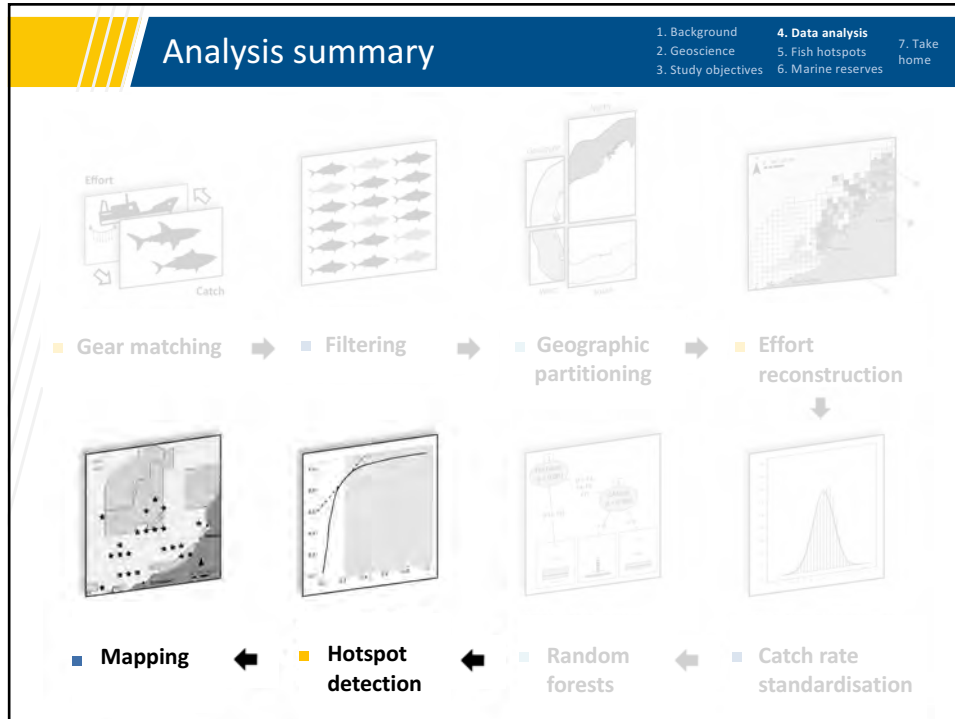 Analysis summary
1. Background
2. Geoscience
3. Study objectives
4. Data analysis
5. Fish hotspots
6. Marine reserves
7. Take
home
Effort
Catch
Gear matching
Filtering
Geographic
partitioning
Effort
reconstruction
Mapping
Hotspot
detection
Random
forests
Catch rate
standardisation